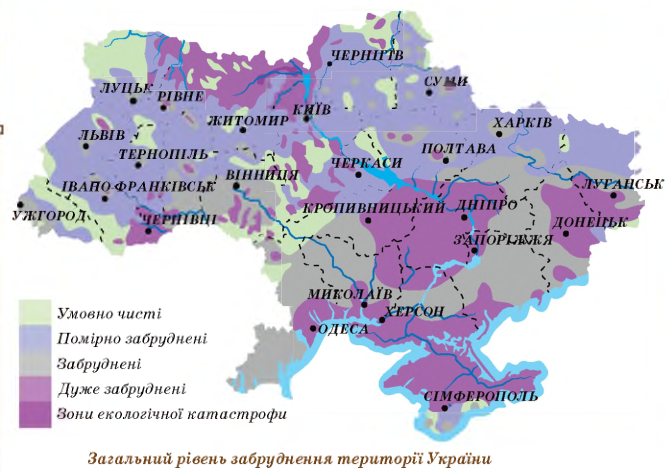 ЧЕРНІГІВ
СУМИ
ЛУЦЬК
РІВНЕ
КИЇВ
ЖИТОМИР
ХАРКІВ
ЛЬВІВ
ПОЛТАВА
ТЕРНОПІЛЬ
ЧЕРКАСИ
ВІННИЦЯ
ІВАНО-ФРАНКІВСЬК
ЛУГАНСЬК
УЖГОРОД
КРОПИВНИЦЬКИЙ
ДНІПРО
ЧЕРНІВЦІ
ДОНЕЦЬК
ЗАПОРІЖЖЯ
МИКОЛАЇВ
ХЕРСОН
ОДЕСА
СІМФЕРОПОЛЬ
Умовно чисті
Помірно забруднені
Забруднені
Дуже забруднені
Зони екологічної катастрофи
Загальний рівень забруднення території України